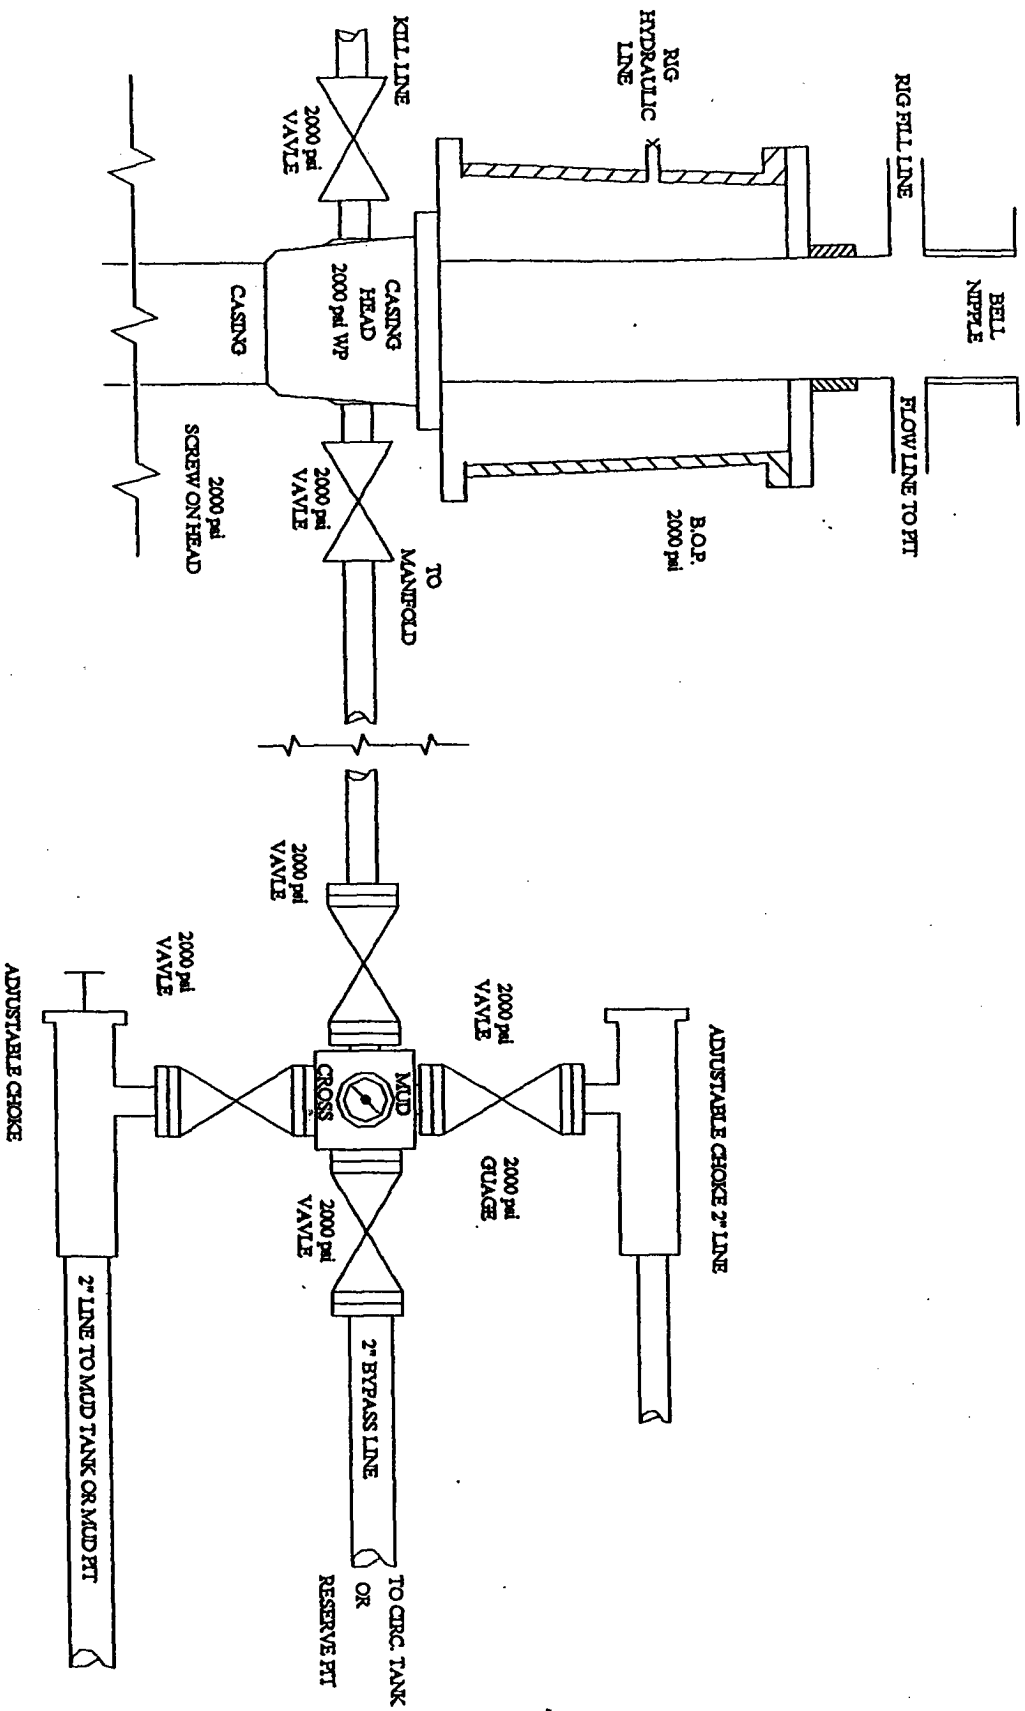 BELL
NIPPLE
RIG FILL LINE
FLOW LINE TO PIT
RIG
HYDRAULIC
LINE
B.O.P.
2000 psi
KILL LINE
2000 psi
VAVLE
CASING
HEAD
2000 psi WP
2000 psi
VAVLE
TO
MANIFOLD
CASING
2000 psi
SCREW ON HEAD
2000 psi
VAVLE
ADJUSTABLE CHOKE 2" LINE
2000 psi
VAVLE
2000 psi
GUAGE
MUD
CROSS
2000 psi
VAVLE
2" BYPASS LINE
TO CIRC. TANK
OR
RESERVE PIT
2000 psi
VAVLE
ADJUSTABLE CHOKE
2" LINE TO MUD TANK OR MUD PIT